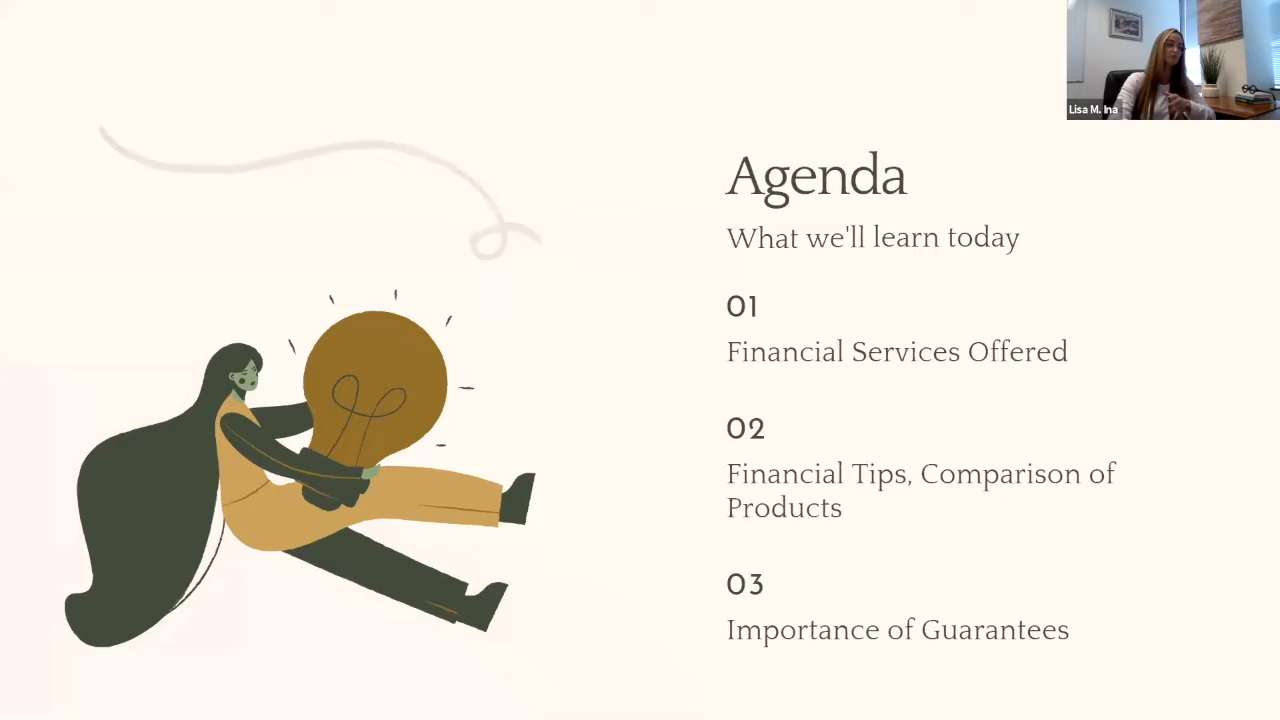 Lisa M. Ina
Agenda
What we'll learn today
01
Financial Services Offered
02
Financial Tips, Comparison of
Products
03
Importance of Guarantees